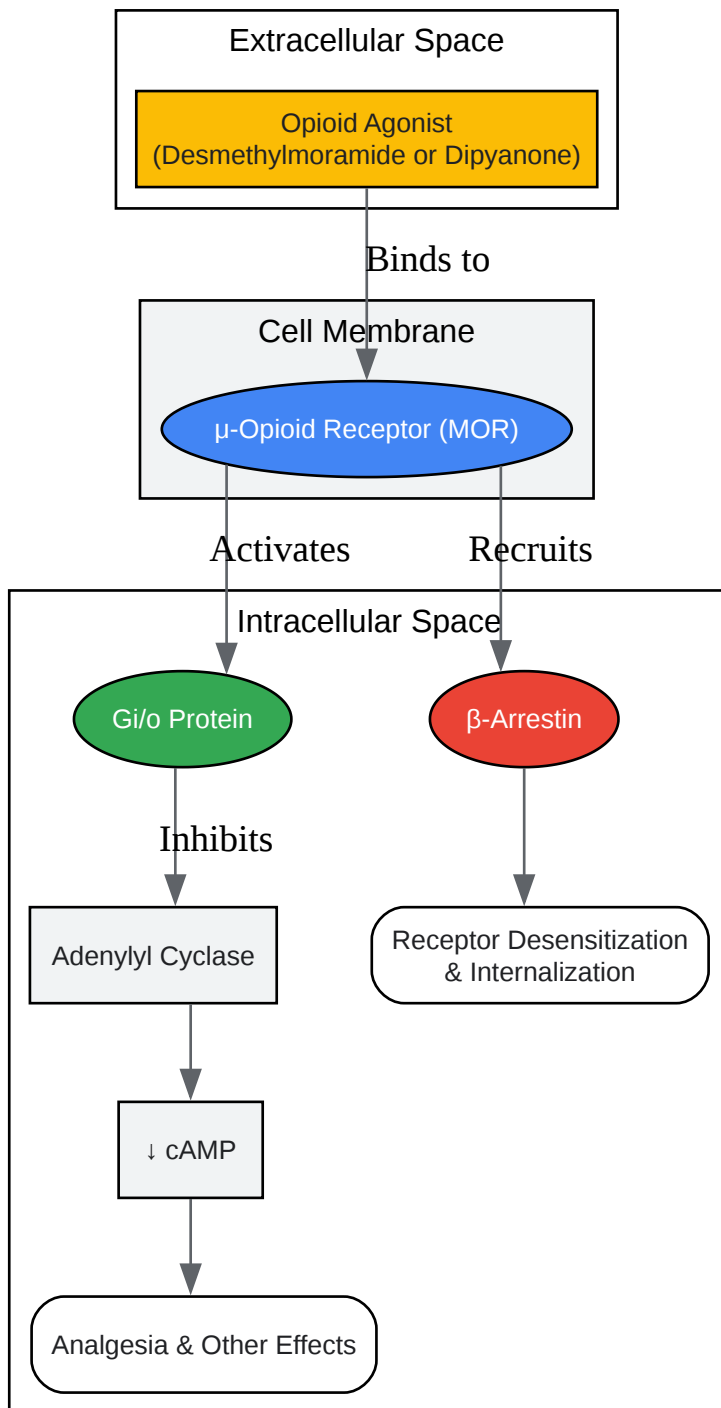 Extracellular Space
Opioid Agonist
(Desmethylmoramide or Dipyanone)
Binds to
Cell Membrane
μ-Opioid Receptor (MOR)
Activates
Recruits
Intracellular Space
Gi/o Protein
β-Arrestin
Inhibits
Adenylyl Cyclase
Receptor Desensitization
& Internalization
↓ cAMP
Analgesia & Other Effects